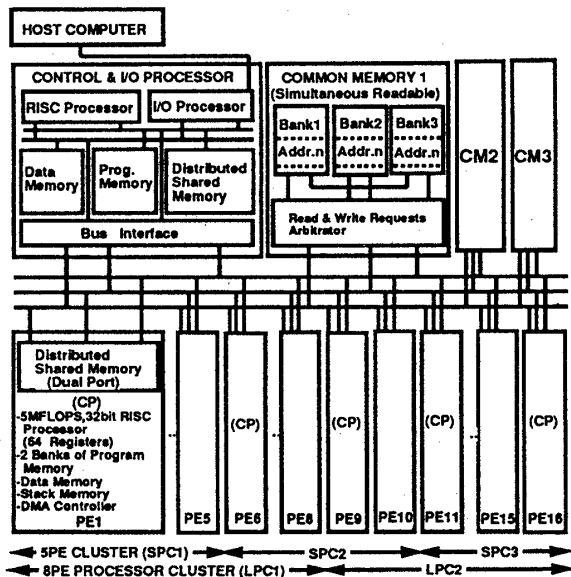 HOST COMPUTER
CONTROL & I/O PROCESSOR
RISC Processor
I/O Processor
Data
Memory
Prog.
Memory
Distributed
Shared
Memory
Bus Interface
COMMON MEMORY 1
(Simultaneous Readable)
Bank1
Addr.n
Bank2
Addr.n
Bank3
Addr.n
Read & Write Requests
Arbitrator
CM2
CM3
Distributed
Shared Memory
(Dual Port)
(CP)
-5MFLOPS,32bit RISC
Processor
(64 Registers)
-2 Banks of Program
Memory
-Data Memory
-Stack Memory
-DMA Controller
PE1
PE5
(CP)
PE6
PE8
(CP)
PE9
PE10
(CP)
PE11
PE15
(CP)
PE16
5PE CLUSTER (SPC1)
SPC2
SPC3
8PE PROCESSOR CLUSTER (LPC1)
LPC2